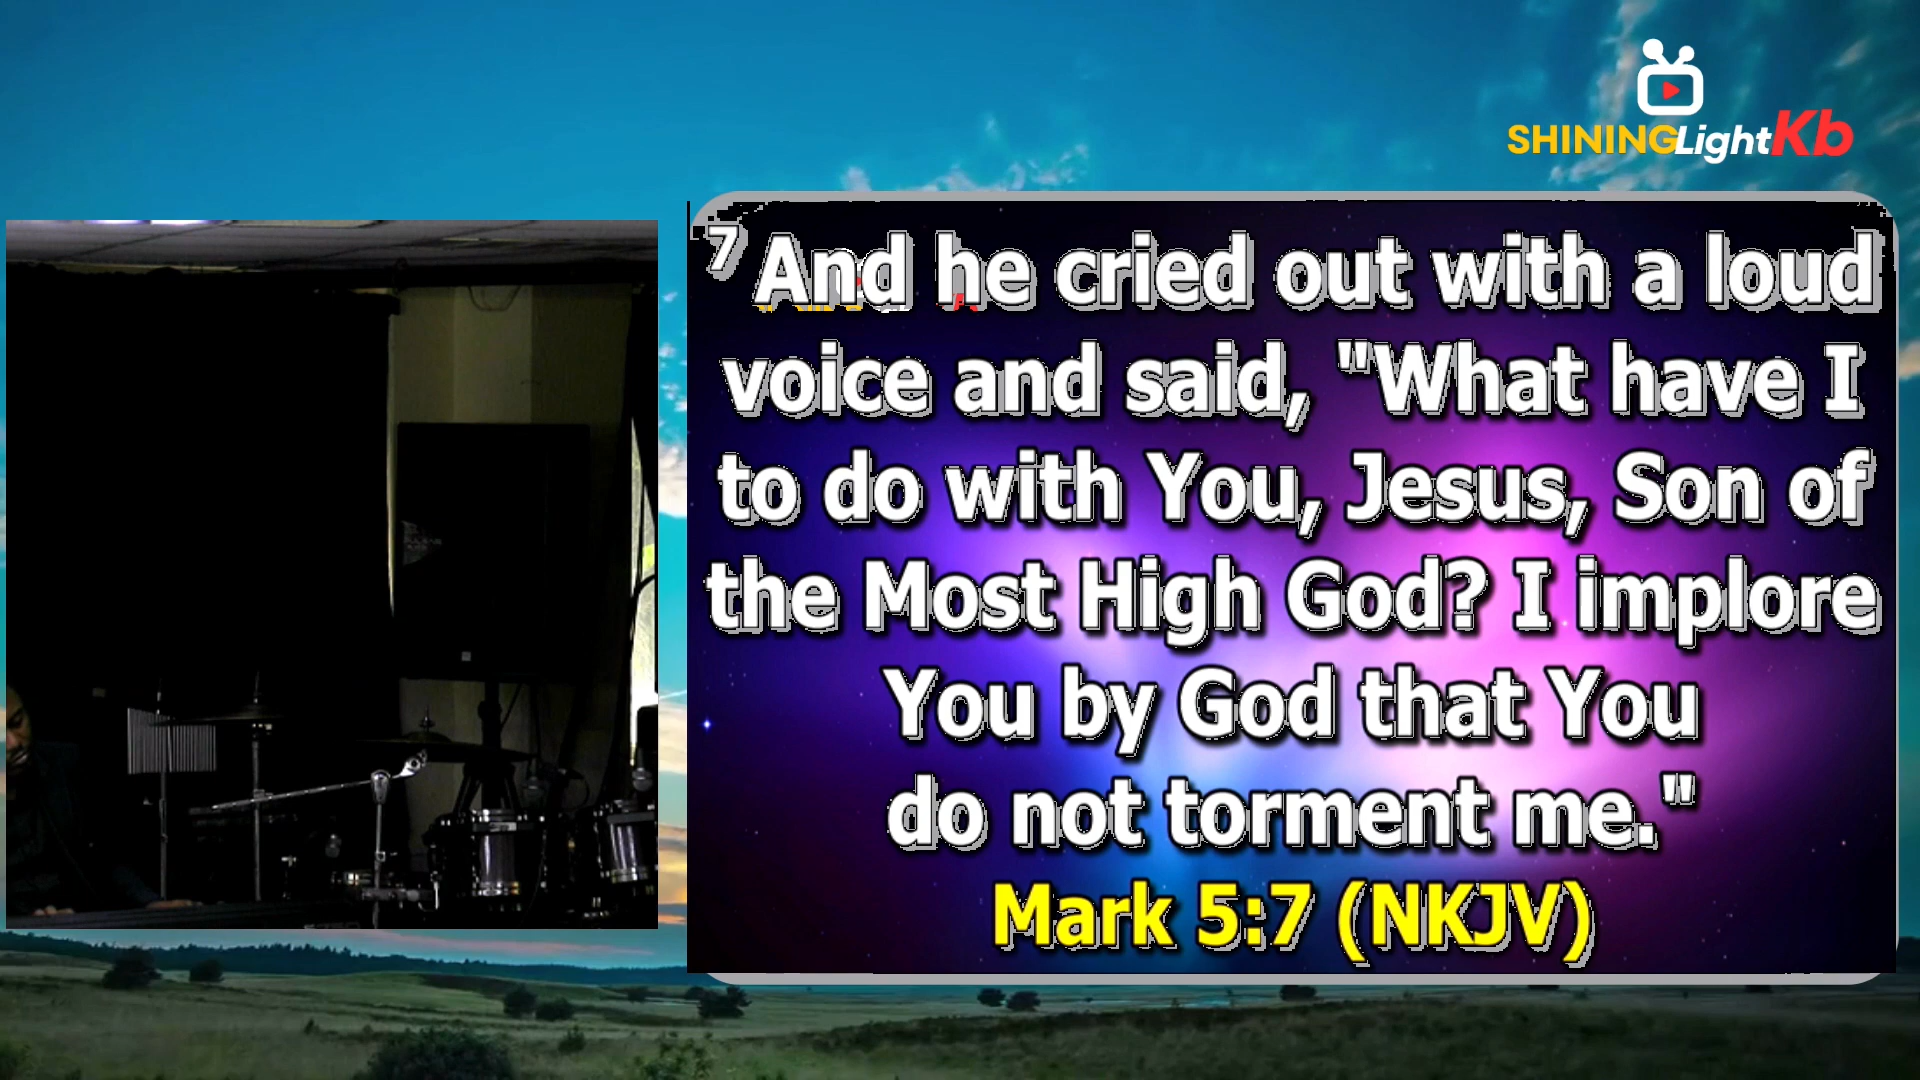 SHININGLightKb
7 And he cried out with a loud
voice and said, "What have I
to do with You, Jesus, Son of
the Most High God? I implore
You by God that You
do not torment me."
Mark 5:7 (NKJV)